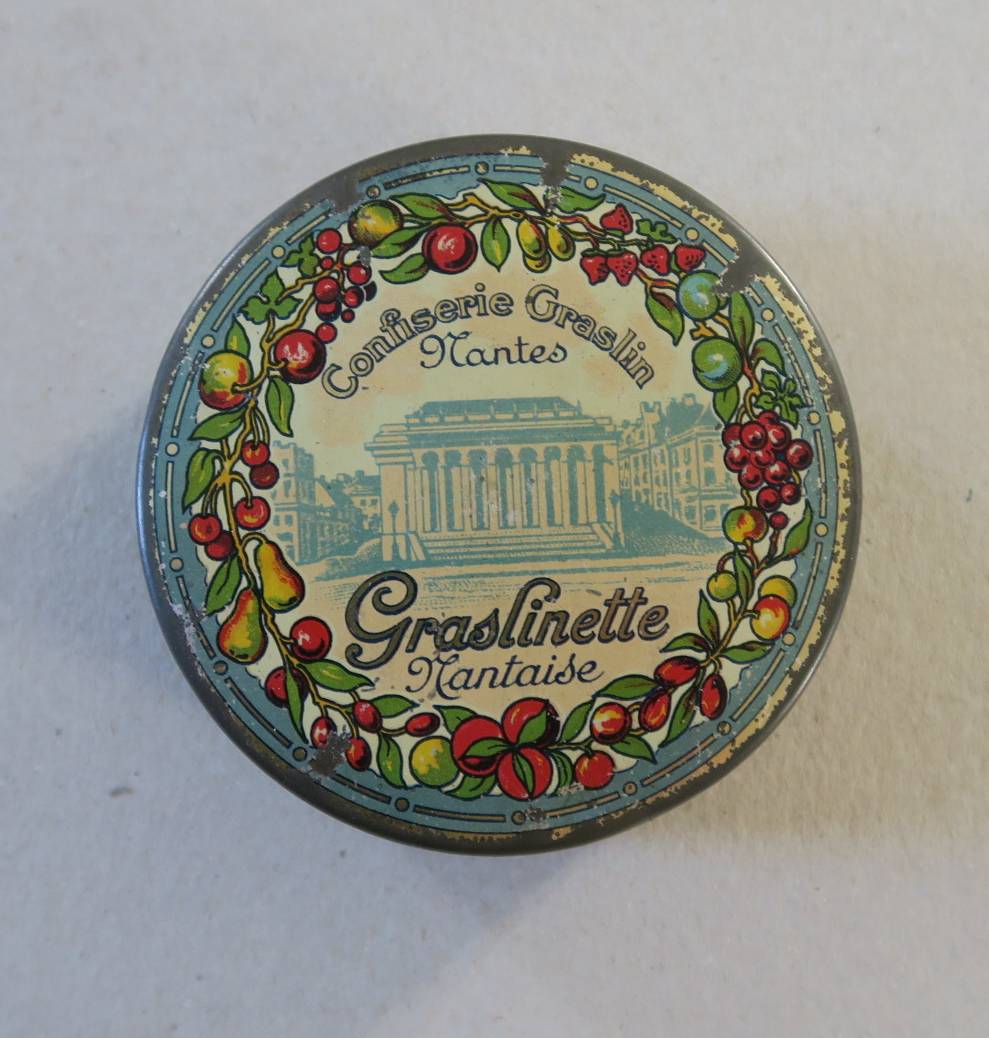 Confiserie Graslin
Nantes
Graslinette
Nantaise